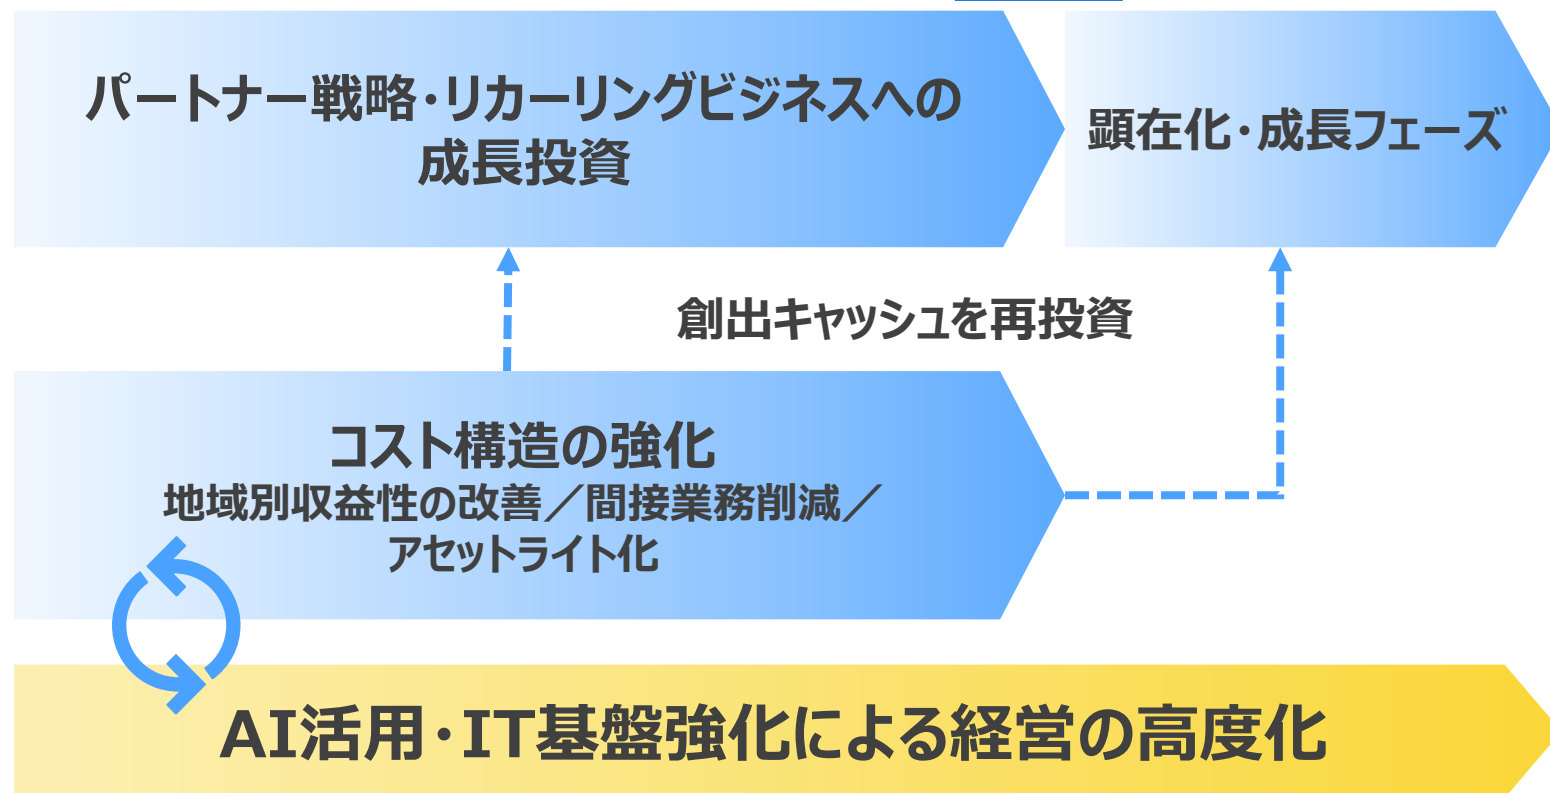 パートナー戦略・リカーリングビジネスへの
成長投資
顕在化・成長フェーズ
創出キャッシュを再投資
コスト構造の強化
地域別収益性の改善／間接業務削減／
アセットライト化
AI活用・IT基盤強化による経営の高度化